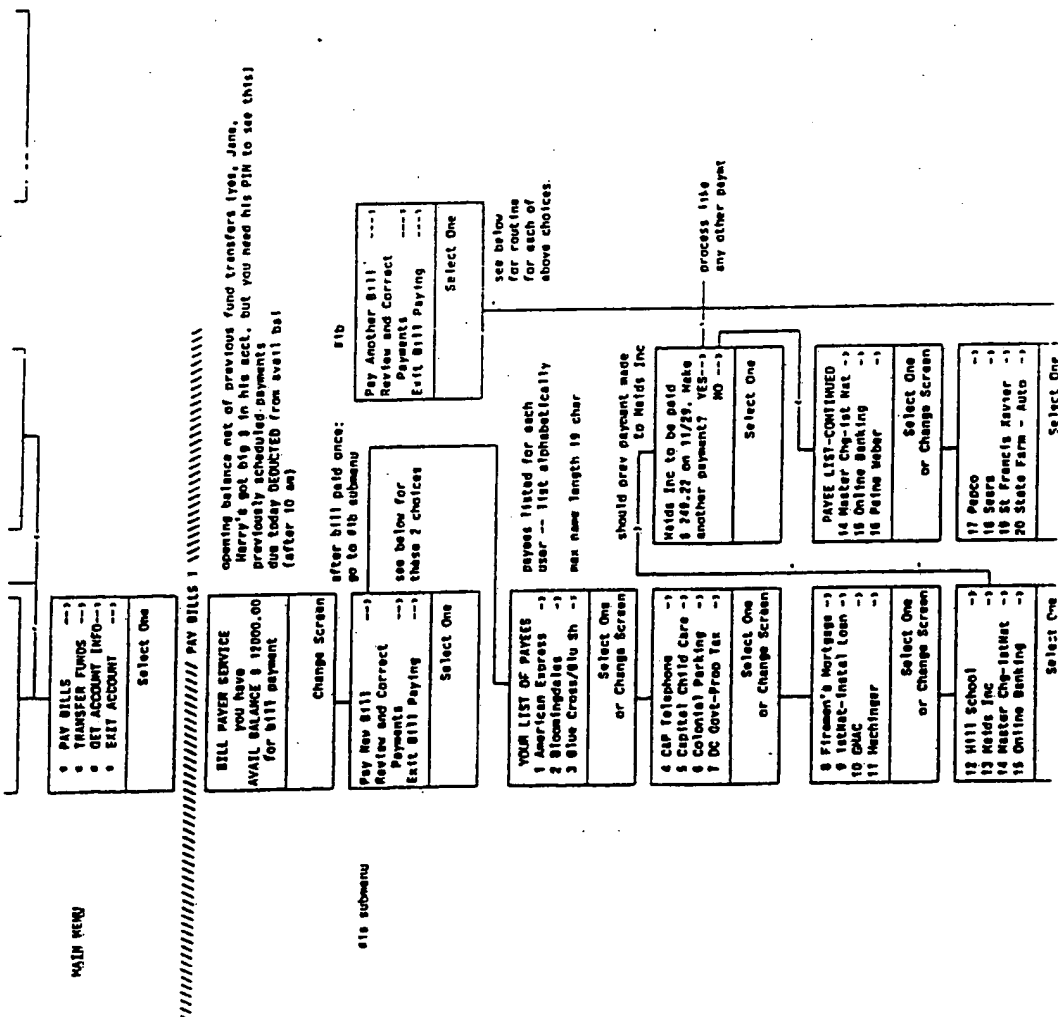 MAIN MENU
* PAY BILLS -->
* TRANSFER FUNDS -->
* GET ACCOUNT INFO-->
* EXIT ACCOUNT -->
Select One
PAY BILLS
BILL PAYER SERVICE
you have
AVAIL BALANCE $ 12000.00
for bill payment
Change Screen
opening balance net of previous fund transfers (yes, Jane,
Harry's got big $ in his acct. but you need his PIN to see this)
previously scheduled payments
due today DEDUCTED from avail bal
(after 10 am)
#1a submenu
Pay New Bill -->
Review and Correct
Payments -->
Exit Bill Paying -->
Select One
after bill paid once:
go to #1b submenu
see below for
these 2 choices
#1b
Pay Another Bill --->
Review and Correct
Payments --->
Exit Bill Paying --->
Select One
see below
for routine
for each of
above choices.
YOUR LIST OF PAYEES
1 American Express ->
2 Bloomingdales ->
3 Blue Cross/Blu Sh ->
Select One
or Change Screen
payees listed for each
user -- list alphabetically
max name length 19 char
4 C&P Telephone ->
5 Capital Child Care ->
6 Colonial Parking ->
7 DC Govt-Prop Tax ->
Select One
or Change Screen
should prev payment made
to Maids Inc
Maids Inc to be paid
$ 249.22 on 11/29. Make
another payment? YES-->
NO -->
Select One
process like
any other paymt
8 Firemen's Mortgage ->
9 1stNat-Instal Loan ->
10 GMAC ->
11 Hechinger ->
Select One
or Change Screen
PAYEE LIST-CONTINUED
14 Master Chg-1st Nat ->
15 Online Banking ->
16 Paine Weber ->
Select One
or Change Screen
12 Hill School ->
13 Maids Inc ->
14 Master Chg-1stNat ->
15 Online Banking ->
Select One
17 Pepco ->
18 Sears ->
19 St Francis Xavier ->
20 State Farm - Auto ->
Select One